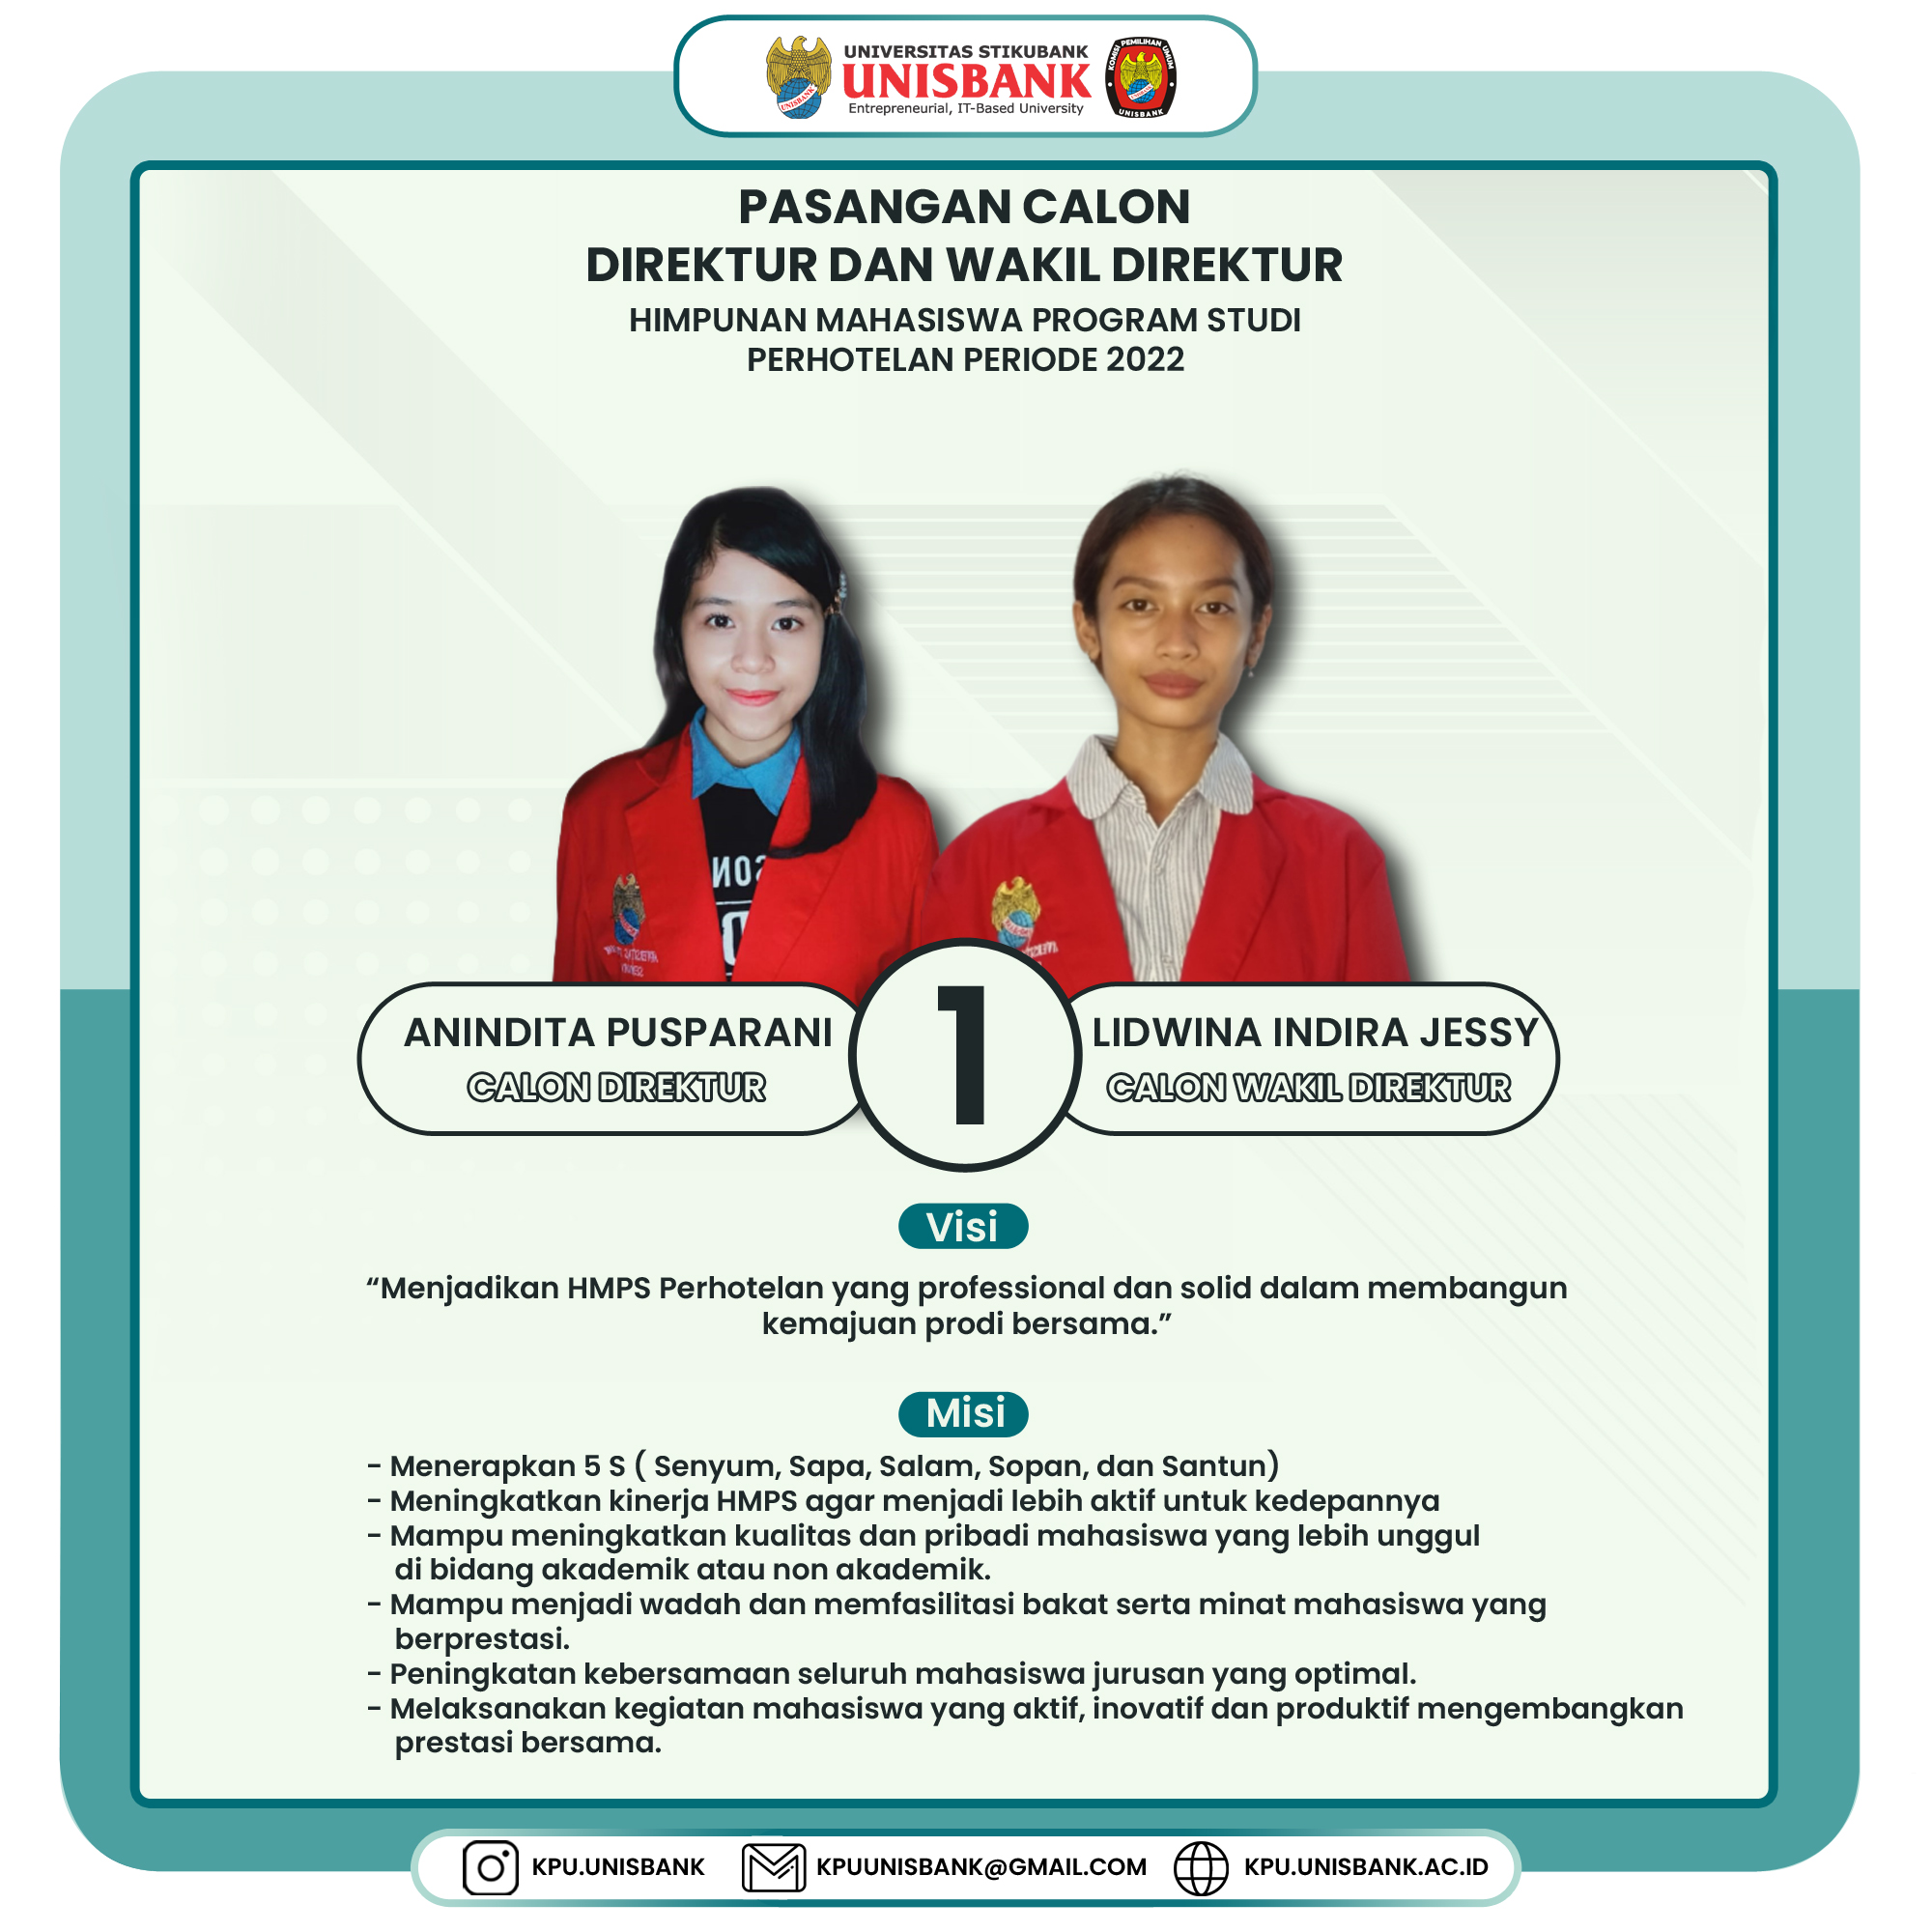 UNIVERSITAS STIKUBANK
UNISBANK
Entrepreneurial, IT-Based University
UNISBANK
KOMISI PEMILIHAN UMUM
UNISBANK
PASANGAN CALON
DIREKTUR DAN WAKIL DIREKTUR
HIMPUNAN MAHASISWA PROGRAM STUDI
PERHOTELAN PERIODE 2022
ANINDITA PUSPARANI
CALON DIREKTUR
1
LIDWINA INDIRA JESSY
CALON WAKIL DIREKTUR
Visi
“Menjadikan HMPS Perhotelan yang professional dan solid dalam membangun
kemajuan prodi bersama.”
Misi
- Menerapkan 5 S ( Senyum, Sapa, Salam, Sopan, dan Santun)
- Meningkatkan kinerja HMPS agar menjadi lebih aktif untuk kedepannya
- Mampu meningkatkan kualitas dan pribadi mahasiswa yang lebih unggul
di bidang akademik atau non akademik.
- Mampu menjadi wadah dan memfasilitasi bakat serta minat mahasiswa yang
berprestasi.
- Peningkatan kebersamaan seluruh mahasiswa jurusan yang optimal.
- Melaksanakan kegiatan mahasiswa yang aktif, inovatif dan produktif mengembangkan
prestasi bersama.
KPU.UNISBANK
KPUUNISBANK@GMAIL.COM
KPU.UNISBANK.AC.ID